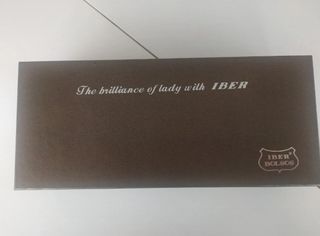 The brilliance of lady with IBER
IBER
BOLSOS